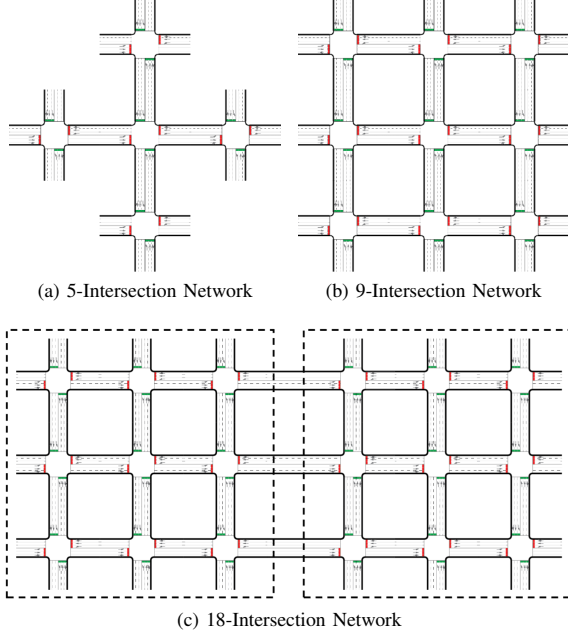 (a) 5-Intersection Network
(b) 9-Intersection Network
(c) 18-Intersection Network